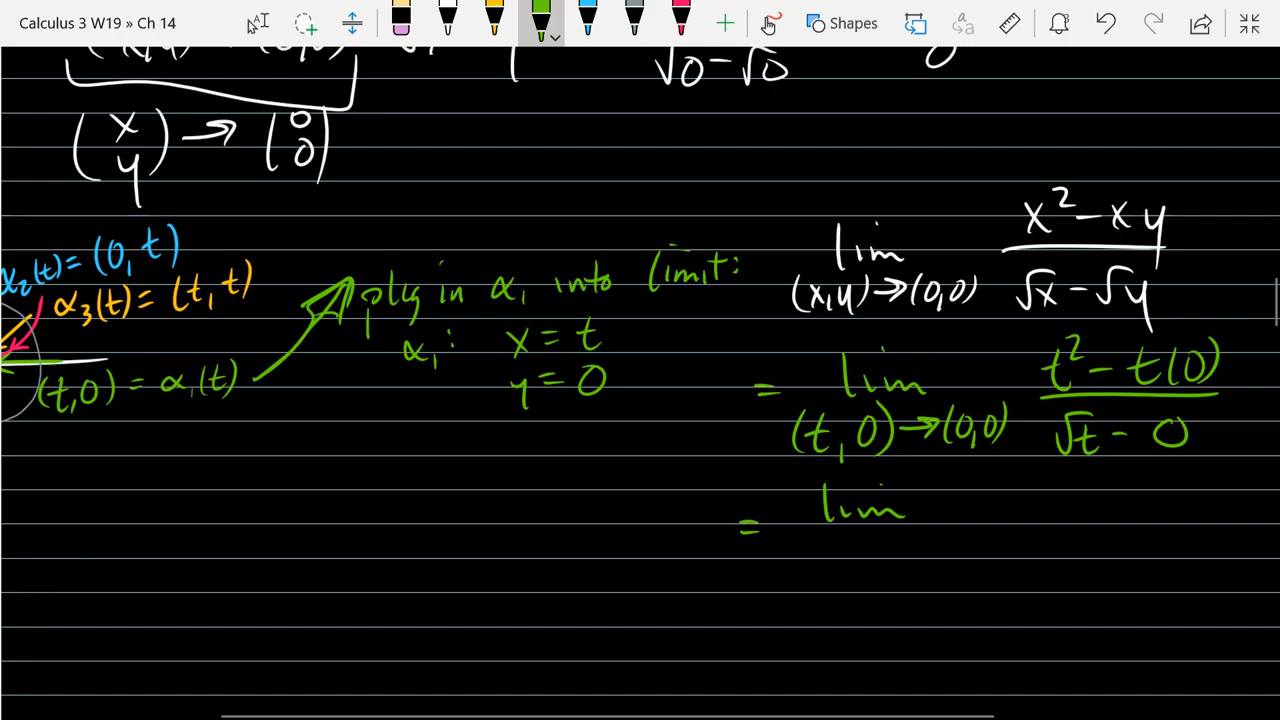 Calculus 3 W19 » Ch 14
Shapes
√0 - √0
(x y) → (0 0)
α₂(t) = (0, t)
α₃(t) = (t, t)
(t, 0) = α₁(t)
plug in α₁ into limit:
α₁: x = t
y = 0
lim (x,y)→(0,0) x² - xy / √x - √y
= lim (t, 0)→(0,0) t² - t(0) / √t - 0
= lim